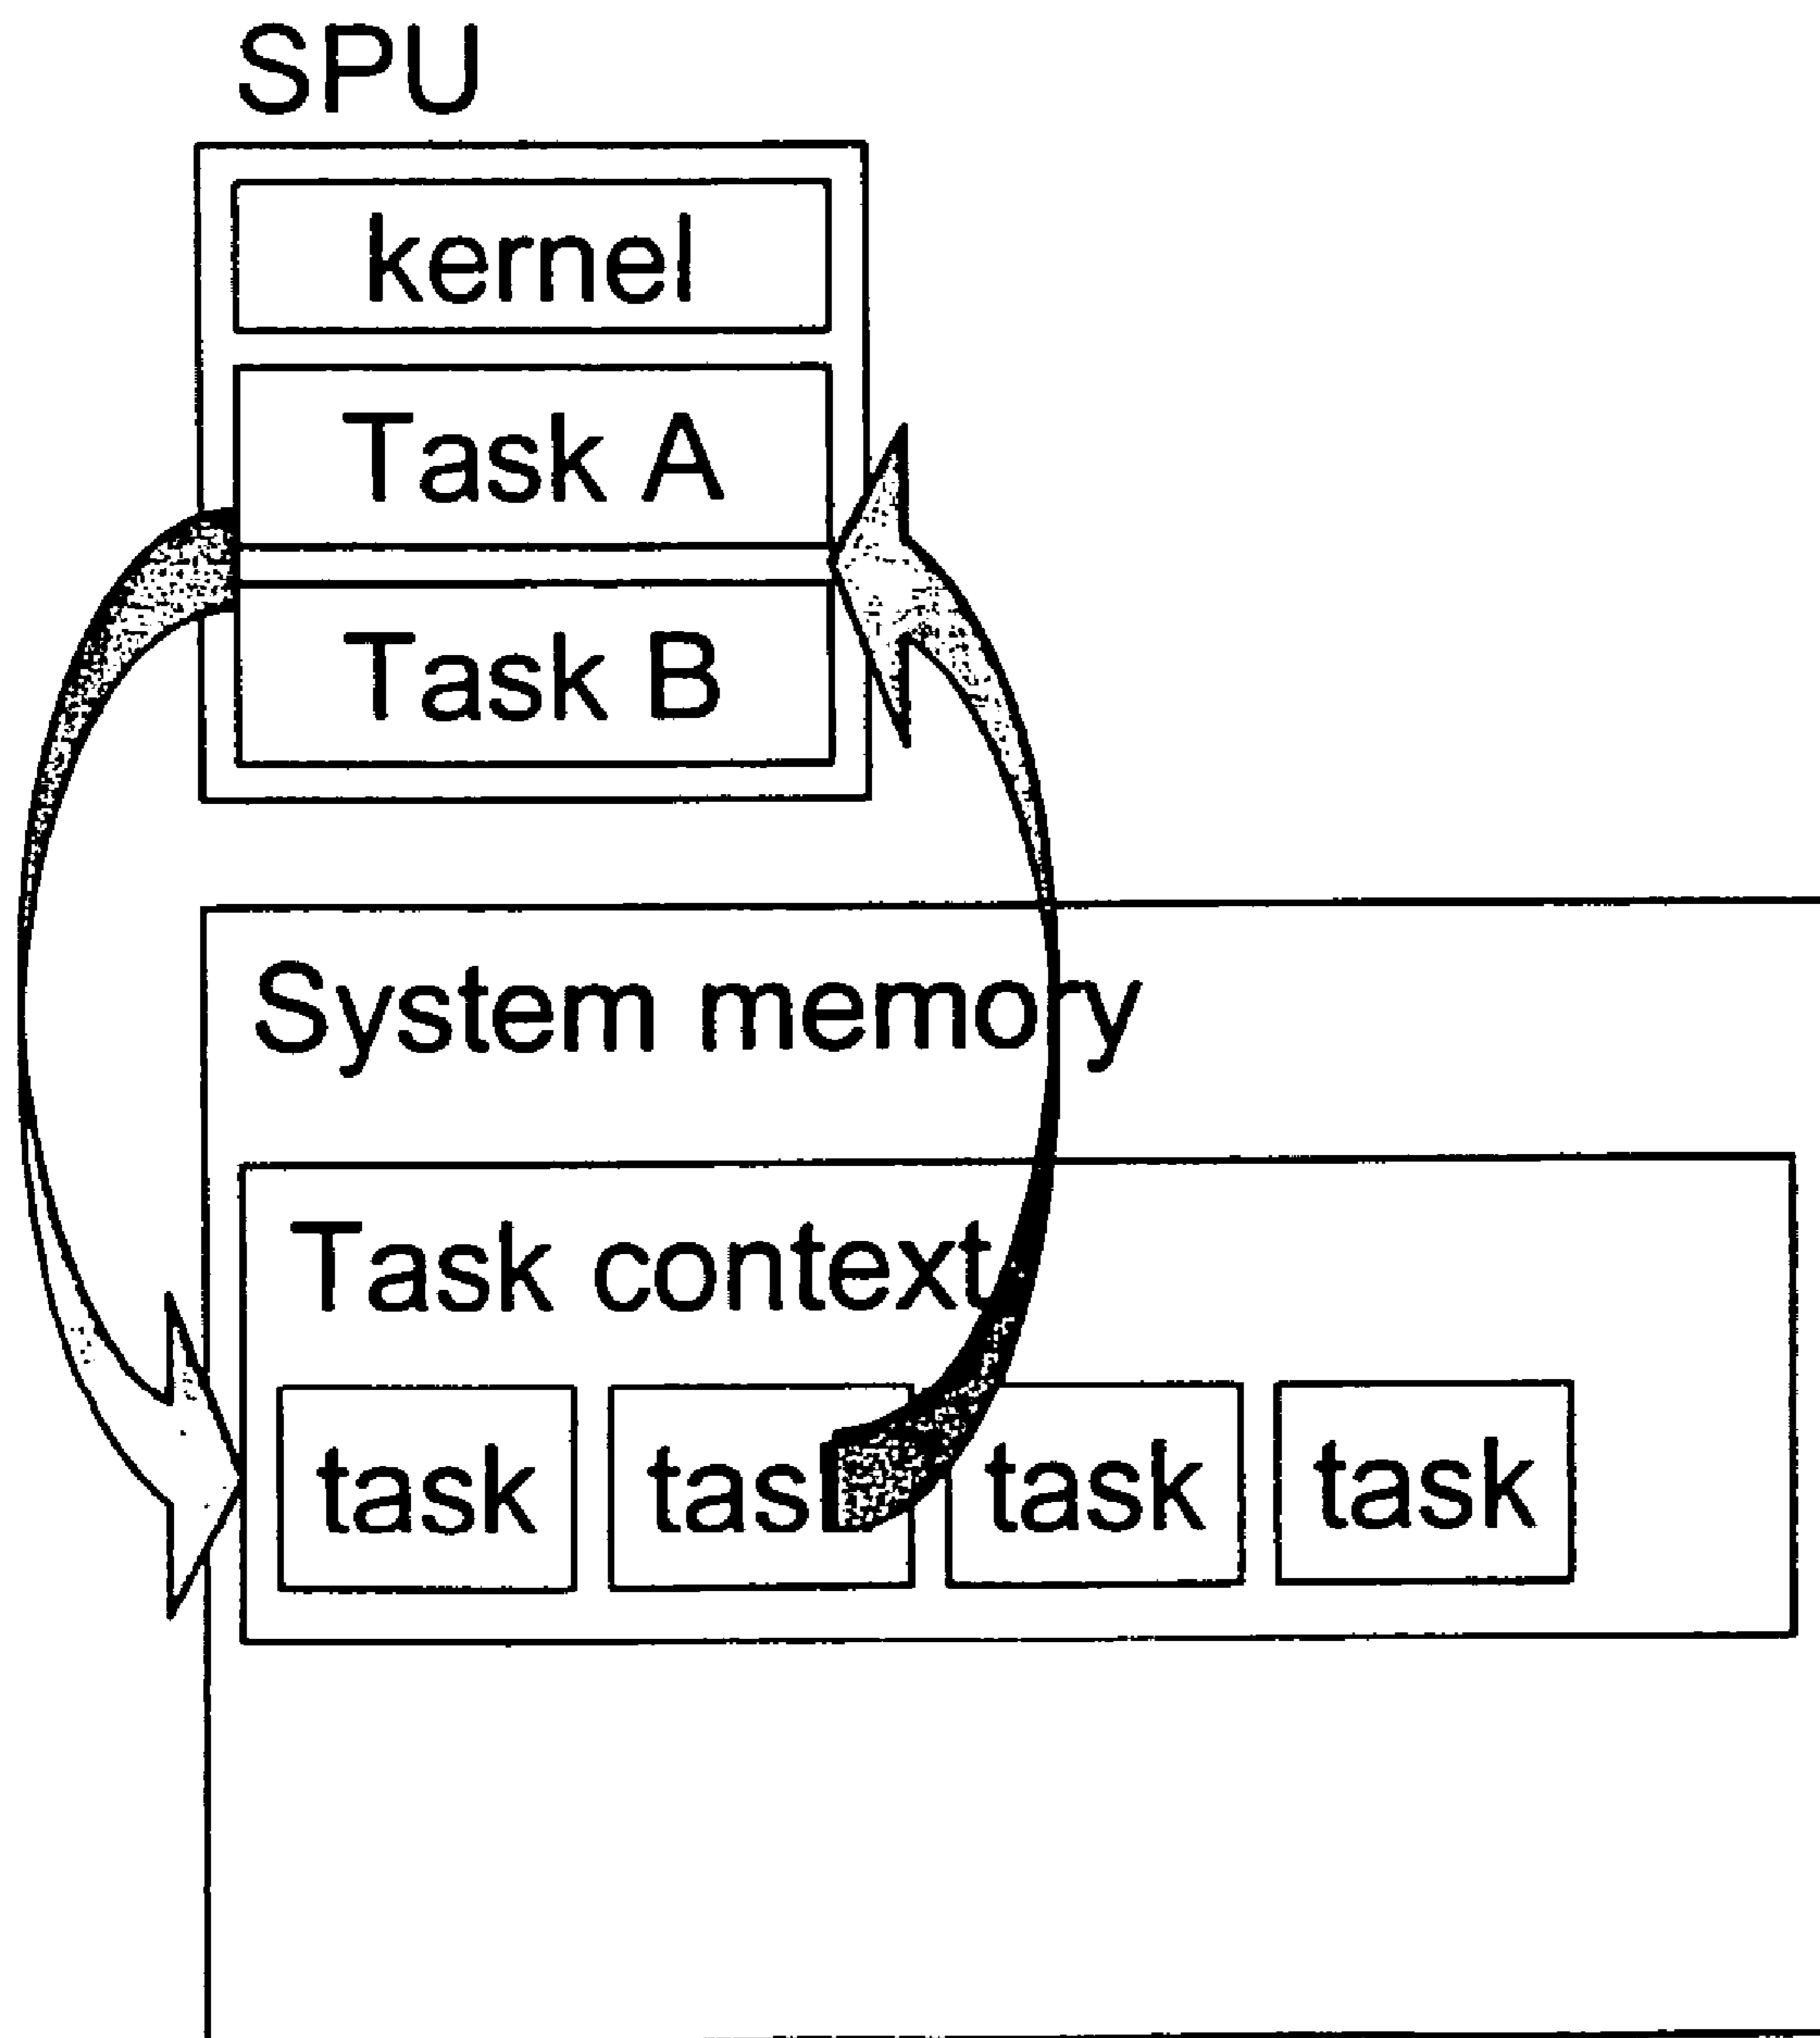 SPU
kernel
Task A
Task B
System memory
Task context
task task task task